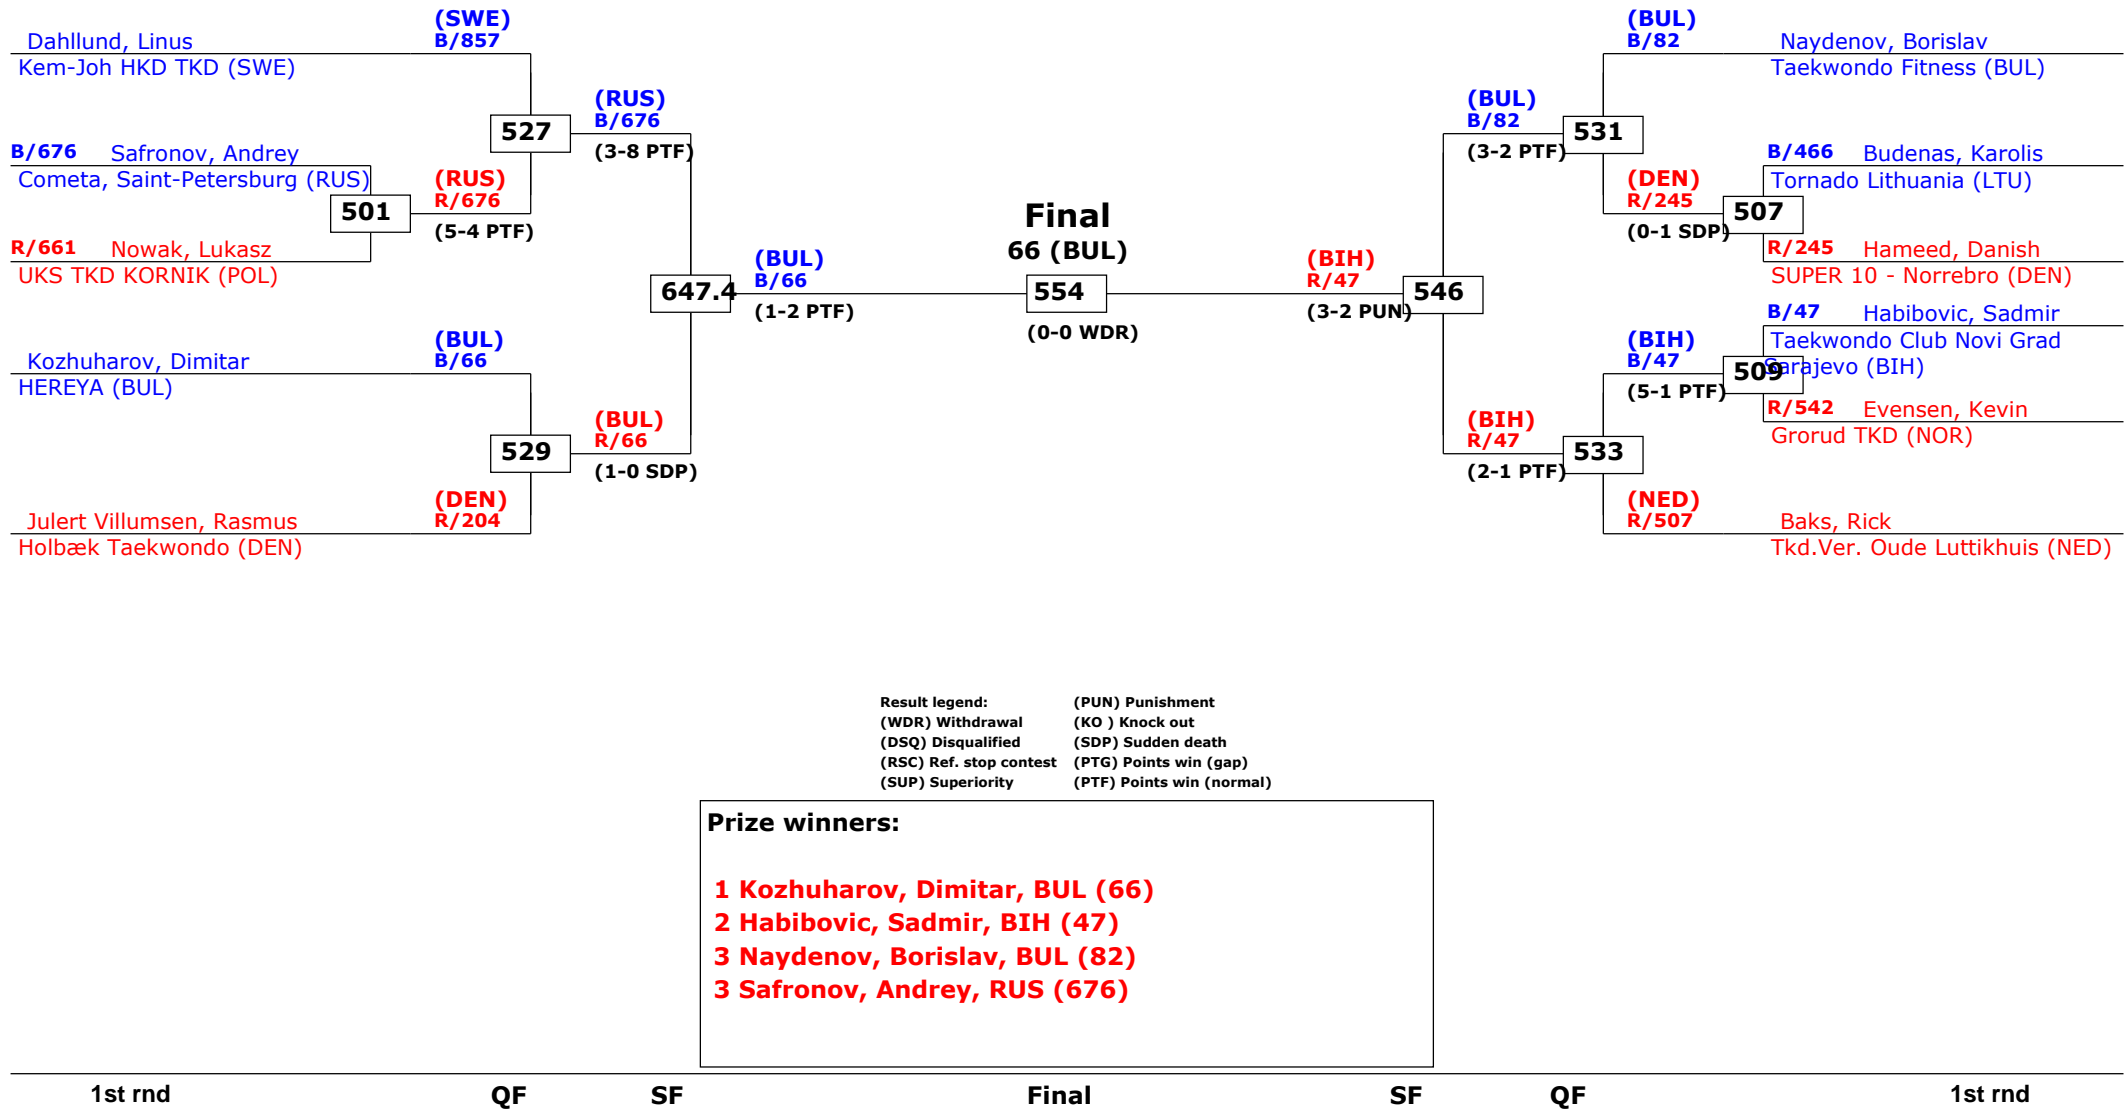 (SWE)
B/857
Dahllund, Linus
Kem-Joh HKD TKD (SWE)
B/676 Safronov, Andrey
Cometa, Saint-Petersburg (RUS)
501
R/661 Nowak, Lukasz
UKS TKD KORNIK (POL)
(RUS)
R/676
(5-4 PTF)
527
(RUS)
B/676
(3-8 PTF)
Kozhuharov, Dimitar
HEREYA (BUL)
(BUL)
B/66
529
(BUL)
R/66
(1-0 SDP)
Julert Villumsen, Rasmus
Holbæk Taekwondo (DEN)
(DEN)
R/204
647.4
(BUL)
B/66
(1-2 PTF)
Final
66 (BUL)
554
(0-0 WDR)
(BIH)
R/47
(3-2 PUN)
546
(BUL)
B/82
(3-2 PTF)
531
(BUL)
B/82
Naydenov, Borislav
Taekwondo Fitness (BUL)
(DEN)
R/245
(0-1 SDP)
507
B/466 Budenas, Karolis
Tornado Lithuania (LTU)
R/245 Hameed, Danish
SUPER 10 - Norrebro (DEN)
(BIH)
R/47
(2-1 PTF)
533
(BIH)
B/47
(5-1 PTF)
509
B/47 Habibovic, Sadmir
Taekwondo Club Novi Grad
Sarajevo (BIH)
R/542 Evensen, Kevin
Grorud TKD (NOR)
(NED)
R/507
Baks, Rick
Tkd.Ver. Oude Luttikhuis (NED)
Result legend: (PUN) Punishment
(WDR) Withdrawal (KO ) Knock out
(DSQ) Disqualified (SDP) Sudden death
(RSC) Ref. stop contest (PTG) Points win (gap)
(SUP) Superiority (PTF) Points win (normal)
Prize winners:
1 Kozhuharov, Dimitar, BUL (66)
2 Habibovic, Sadmir, BIH (47)
3 Naydenov, Borislav, BUL (82)
3 Safronov, Andrey, RUS (676)
1st rnd QF SF Final SF QF 1st rnd